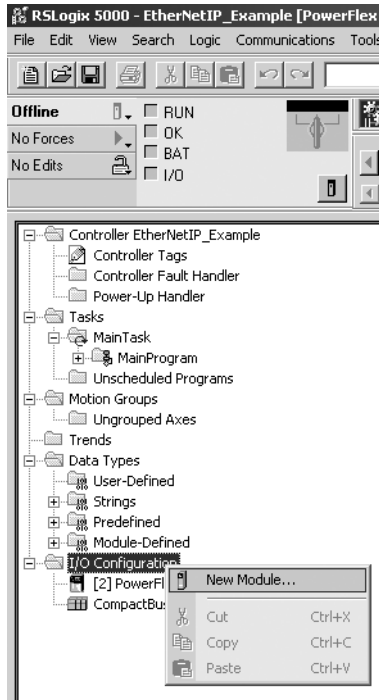 RSLogix 5000 - EtherNetIP_Example [PowerFlex
File Edit View Search Logic Communications Tools
Offline RUN
No Forces OK
No Edits BAT
I/O
Controller EtherNetIP_Example
Controller Tags
Controller Fault Handler
Power-Up Handler
Tasks
MainTask
MainProgram
Unscheduled Programs
Motion Groups
Ungrouped Axes
Trends
Data Types
User-Defined
Strings
Predefined
Module-Defined
I/O Configuration
[2] PowerFl New Module...
CompactBu Cut Ctrl+X
Copy Ctrl+C
Paste Ctrl+V